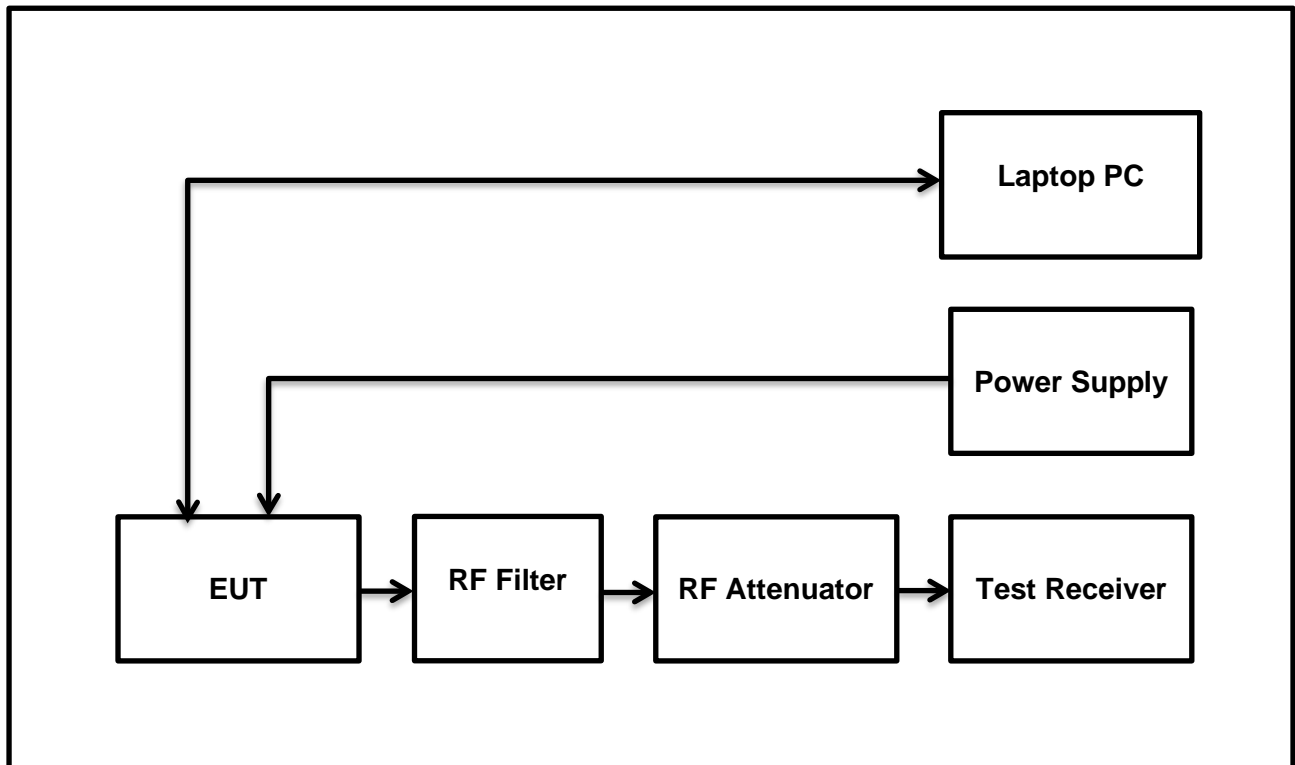 Laptop PC
Power Supply
EUT
RF Filter
RF Attenuator
Test Receiver